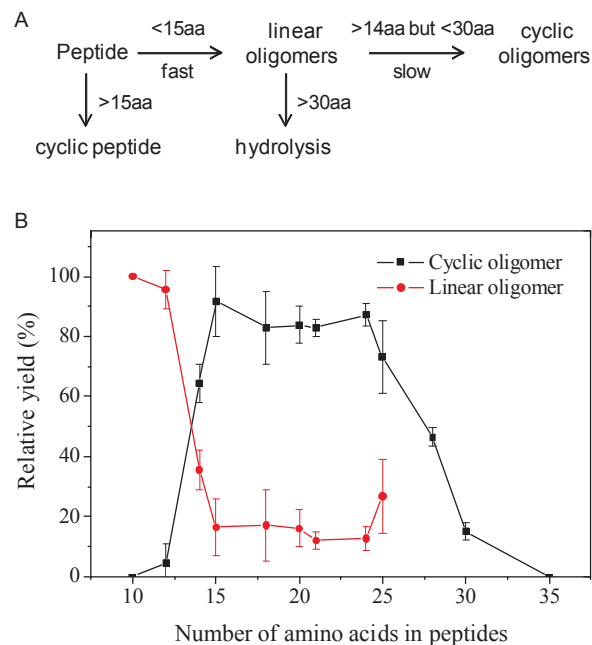 A
Peptide
<15aa
fast
linear
oligomers
>14aa but <30aa
slow
cyclic
oligomers
>15aa
>30aa
cyclic peptide
hydrolysis
B
Cyclic oligomer
Linear oligomer
Relative yield (%)
100
80
60
40
20
0
10 15 20 25 30 35
Number of amino acids in peptides